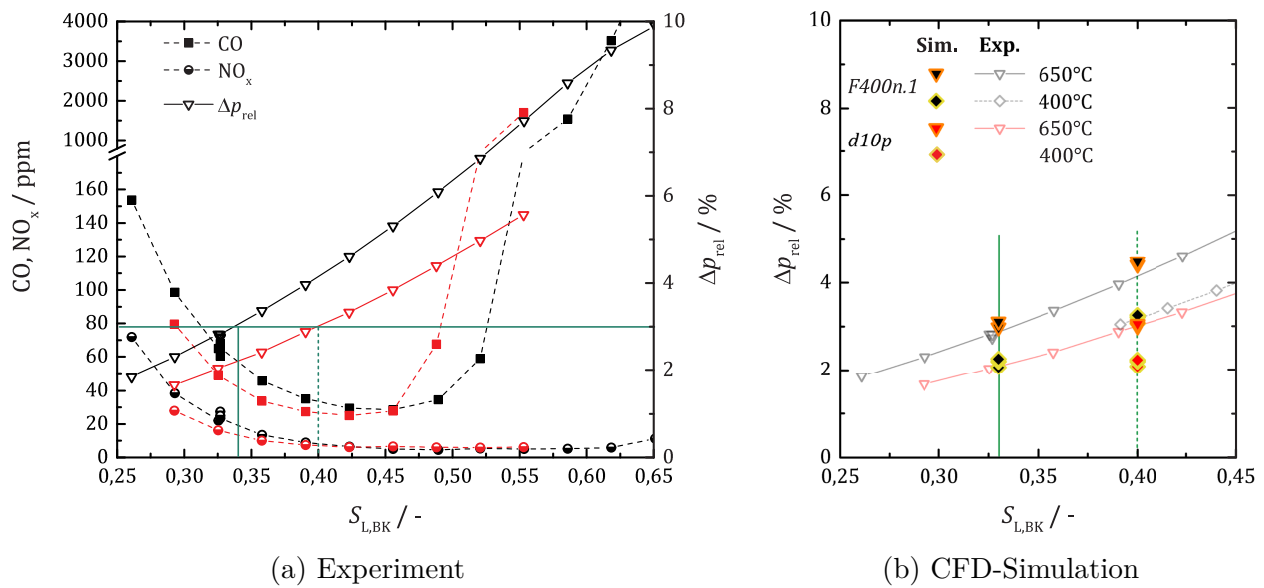 4000
3000
2000
1000
160
140
120
100
80
60
40
20
0
CO, NOx / ppm
CO
NOx
Δprel
10
8
6
4
2
0
Δprel / %
0,25 0,30 0,35 0,40 0,45 0,50 0,55 0,60 0,65
SL,BK / -
(a) Experiment
10
8
6
4
2
0
Δprel / %
Sim. Exp.
F400n.1
650°C
400°C
d10p
650°C
400°C
0,25 0,30 0,35 0,40 0,45
SL,BK / -
(b) CFD-Simulation